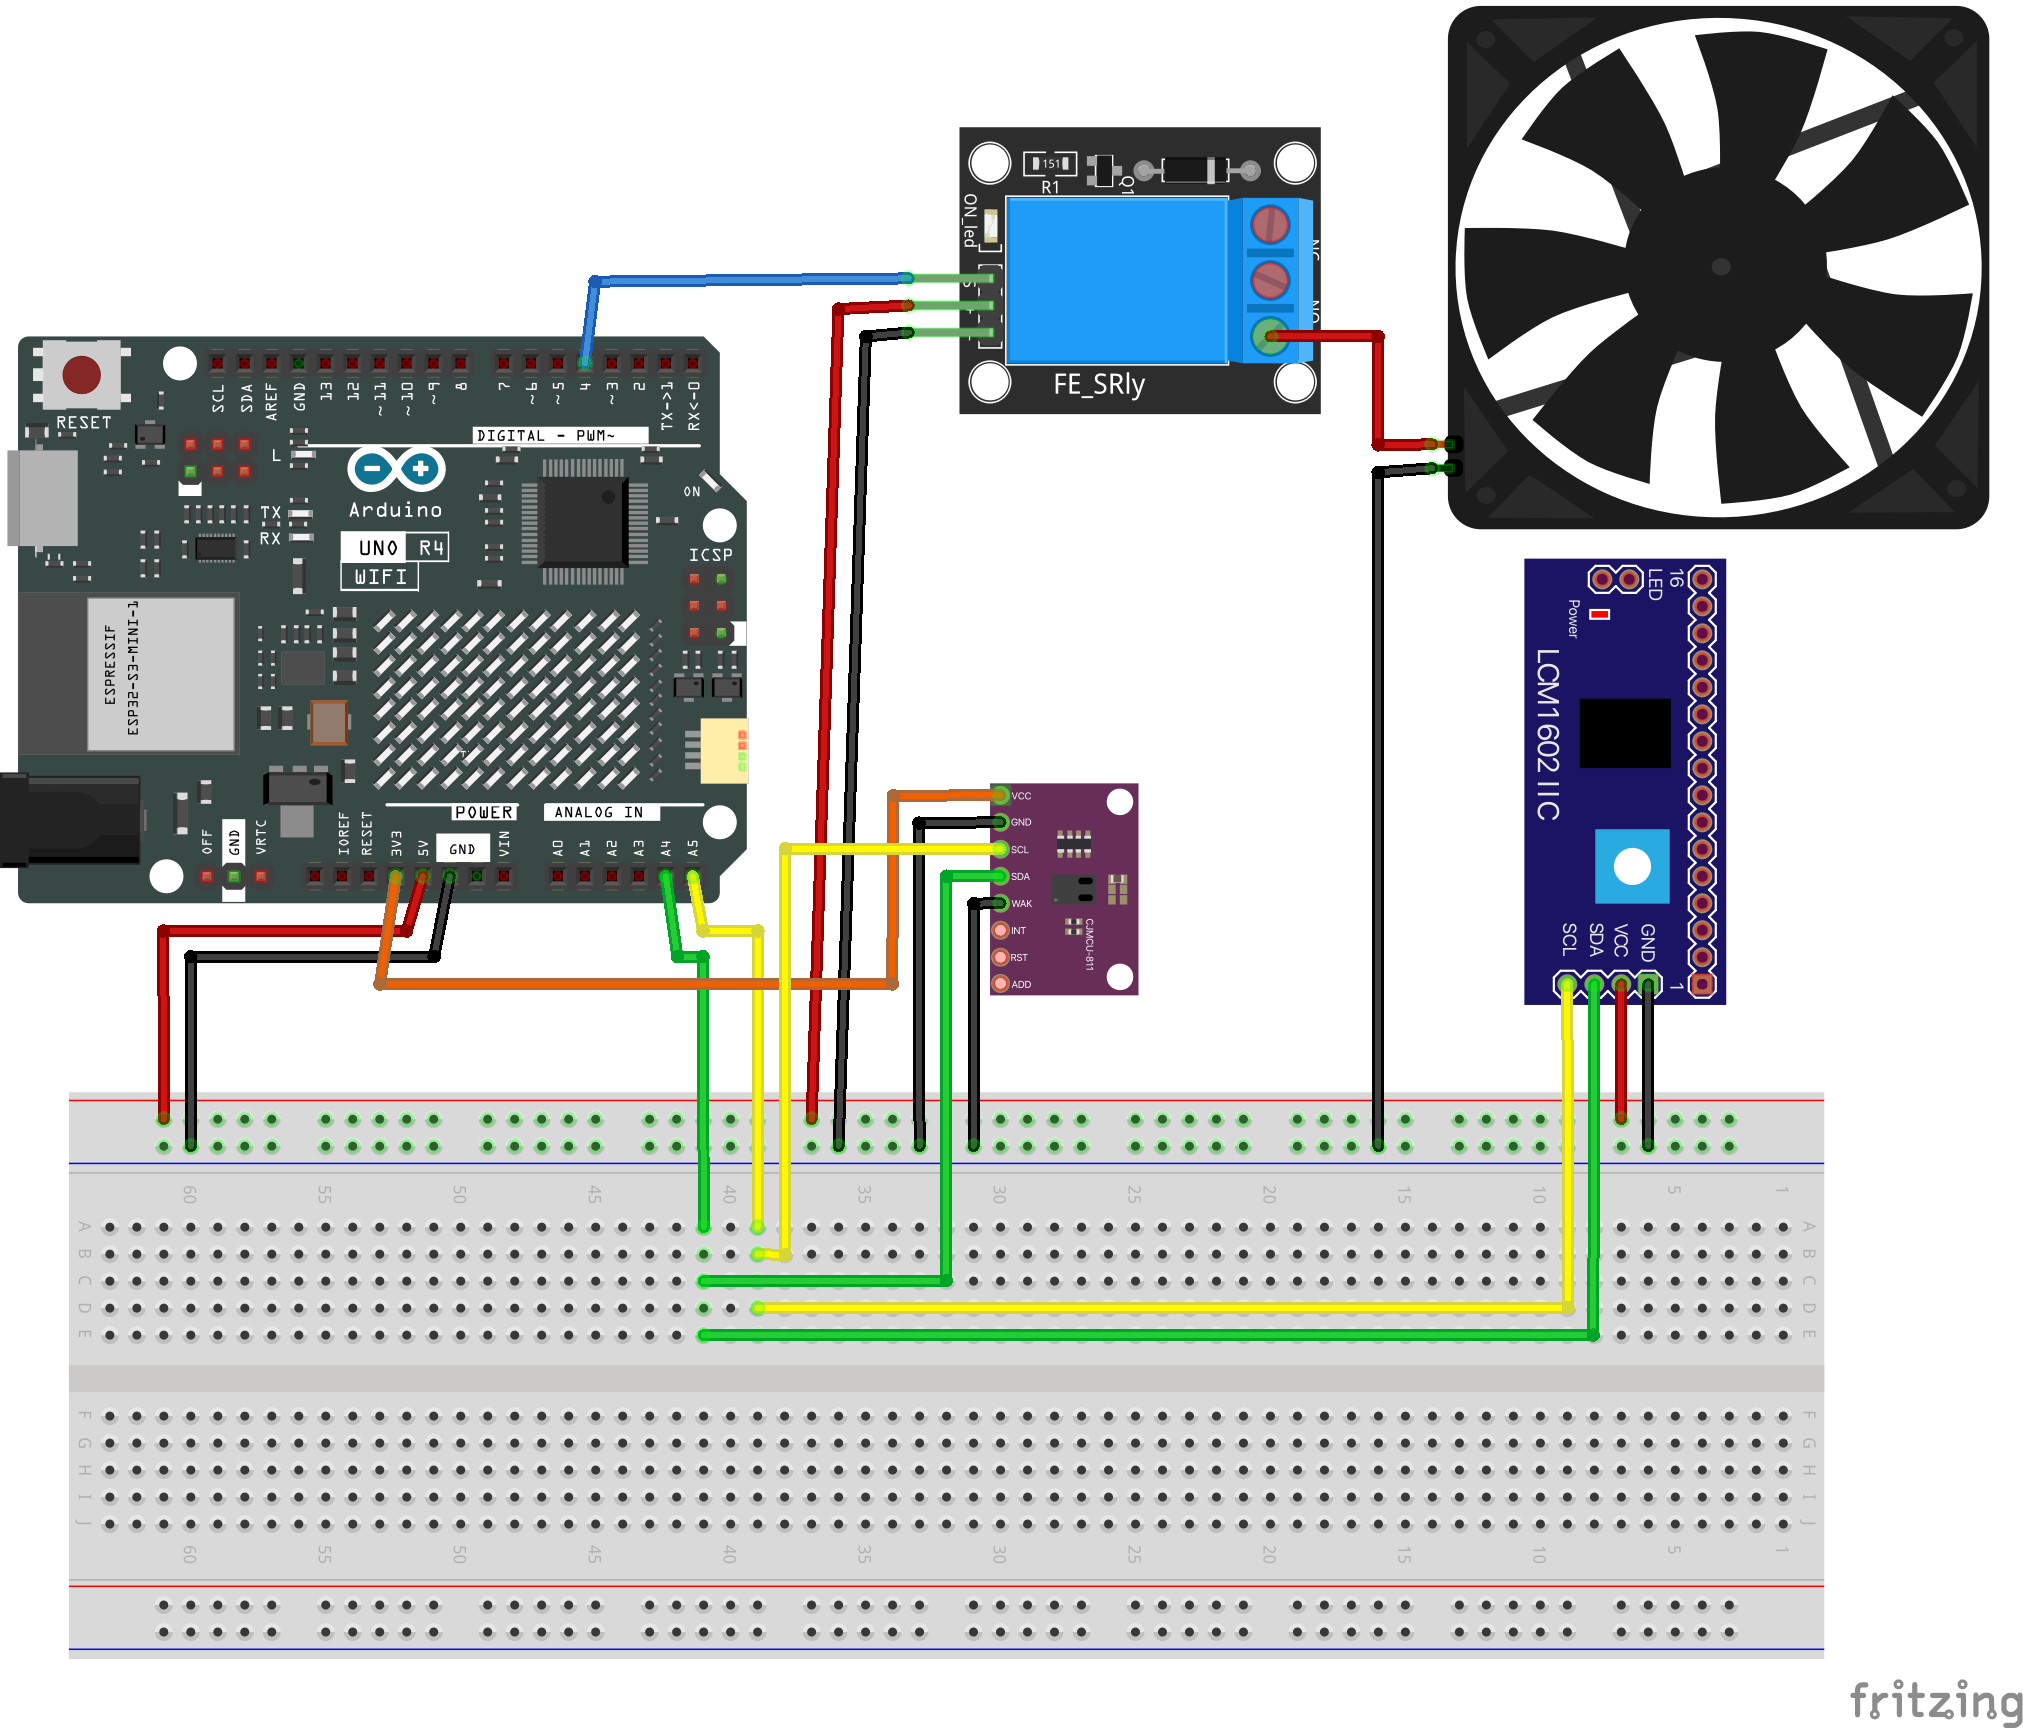 151
R1
Q1
ON_led
NC
S
NO
FE_SRly
RESET
SCL
SDA
AREF
GND
13
12
~11
~10
~9
8
7
~6
~5
4
~3
2
TX->1
RX<-0
DIGITAL - PWM~
L
TX
RX
Arduino
UNO R4
WIFI
ON
ICSP
ESPRESSIF
ESP32-S3-MINI-1
POWER
ANALOG IN
OFF
GND
VRTC
IOREF
RESET
3V3
5V
GND
VIN
A0
A1
A2
A3
A4
A5
VCC
GND
SCL
SDA
WAK
INT
RST
ADD
CJMCU-811
LED
16
Power
LCM1602 IIC
SCL
SDA
VCC
GND
1
60 55 50 45 40 35 30 25 20 15 10 5 1
A A
B B
C C
D D
E E
F F
G G
H H
I I
J J
60 55 50 45 40 35 30 25 20 15 10 5 1
fritzing